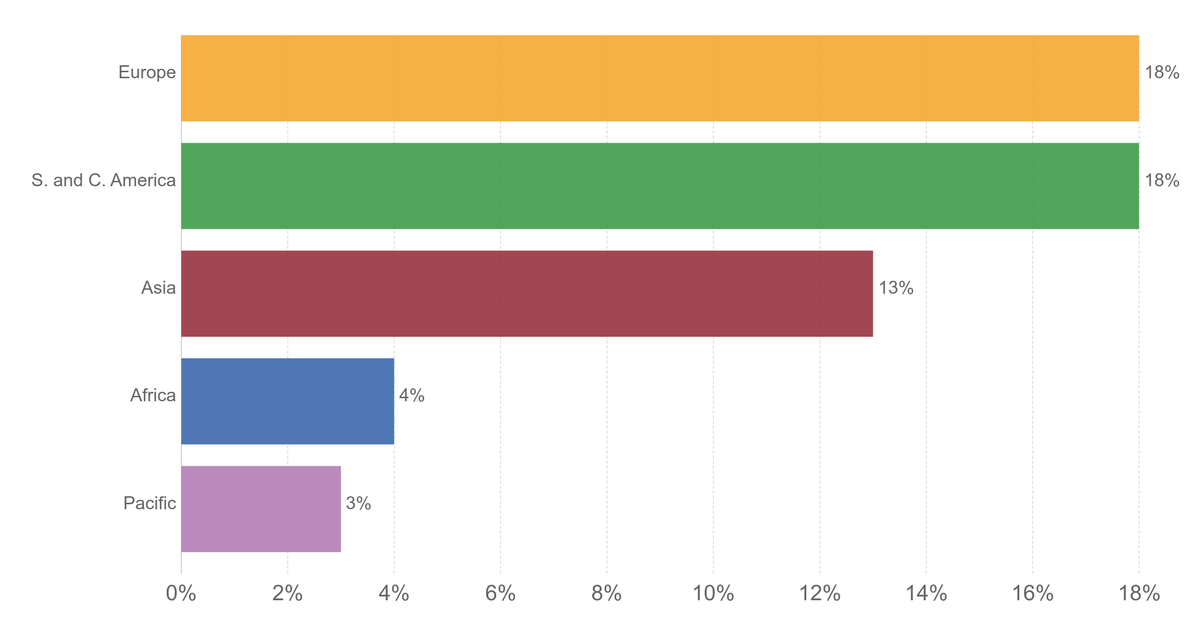 Europe 18%
S. and C. America 18%
Asia 13%
Africa 4%
Pacific 3%
0% 2% 4% 6% 8% 10% 12% 14% 16% 18%